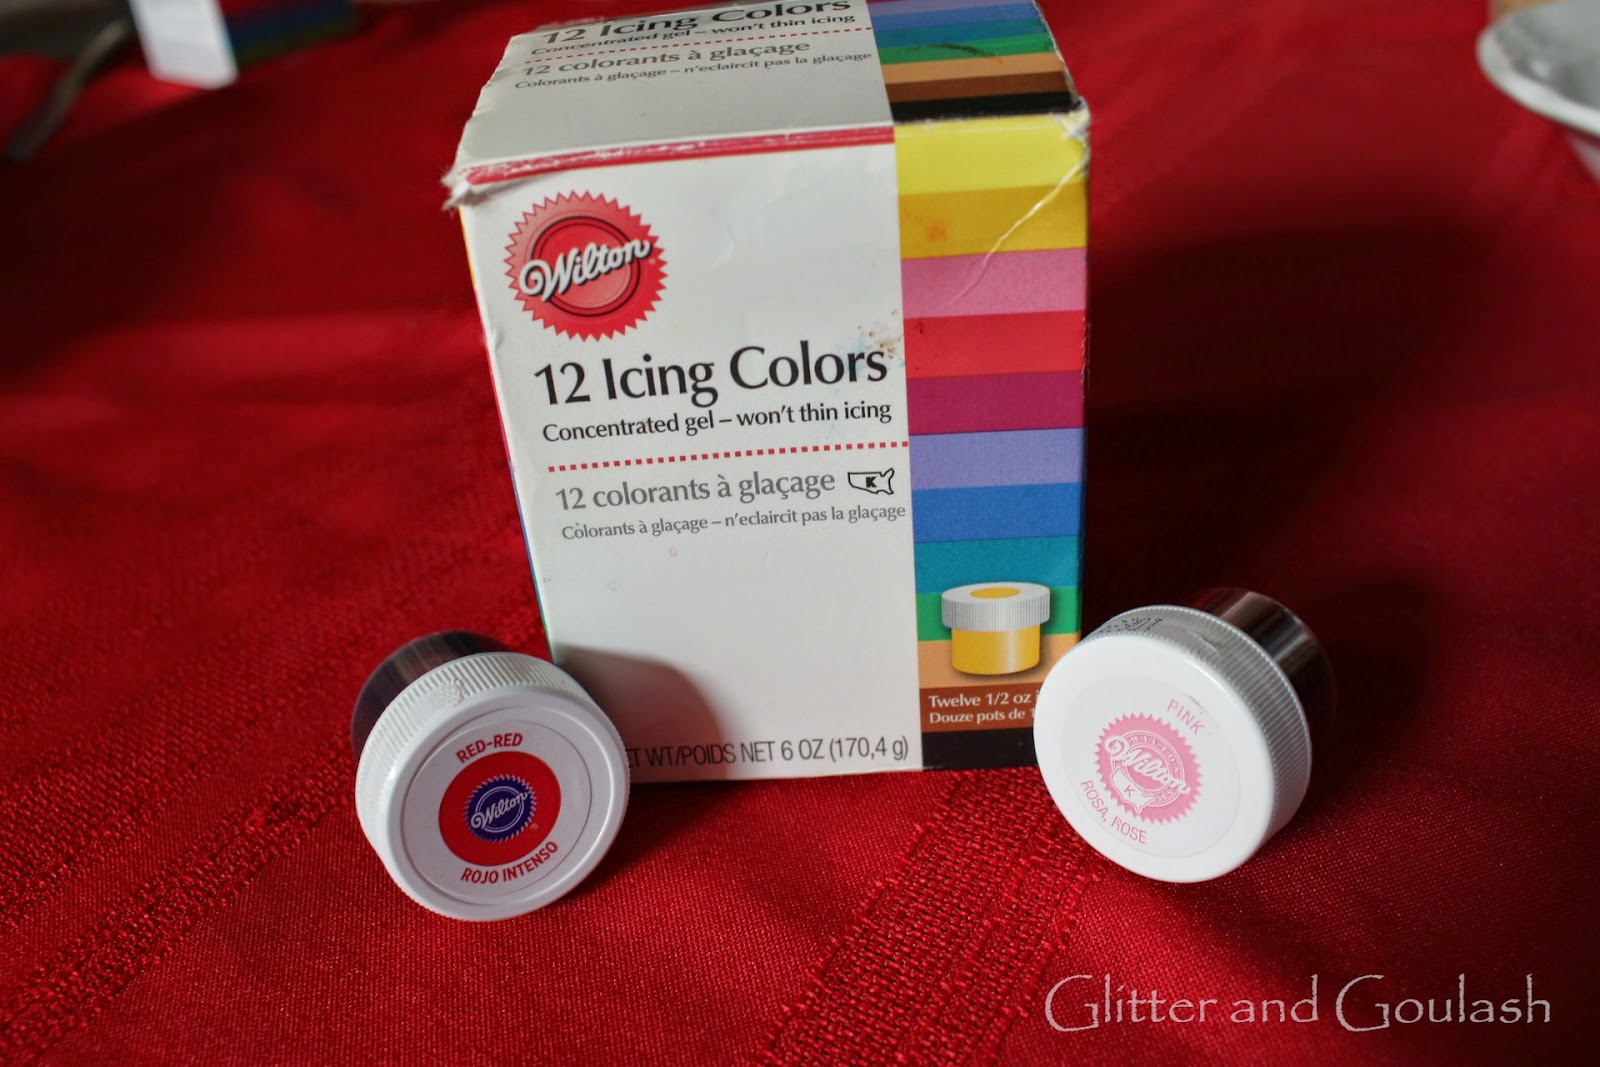 12 Icing Colors
Concentrated gel – won't thin icing
12 colorants à glaçage
Colorants à glaçage – n'eclaircit pas la glaçage
Wilton
12 Icing Colors
Concentrated gel – won't thin icing
12 colorants à glaçage K
Colorants à glaçage – n'eclaircit pas la glaçage
Twelve 1/2 oz
Douze pots de
WT/POIDS NET 6 OZ (170,4 g)
RED-RED
Wilton
ROJO INTENSO
PINK
Wilton
K
ROSA, ROSE
Glitter and Goulash